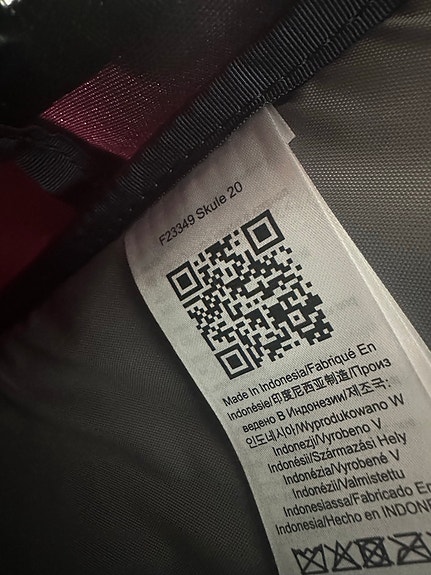 F23349 Skule 20
Made In Indonesia/Fabriqué En
Indonésie/印度尼西亚制造/Произ
ведено В Индонезии/제조국:
인도네시아/Wyprodukowano W
Indonezji/Vyrobeno V
Indonésii/Származási Hely
Indonézia/Vyrobené V
Indonézii/Valmistettu
Indonesiassa/Fabricado En
Indonesia/Hecho en INDONE